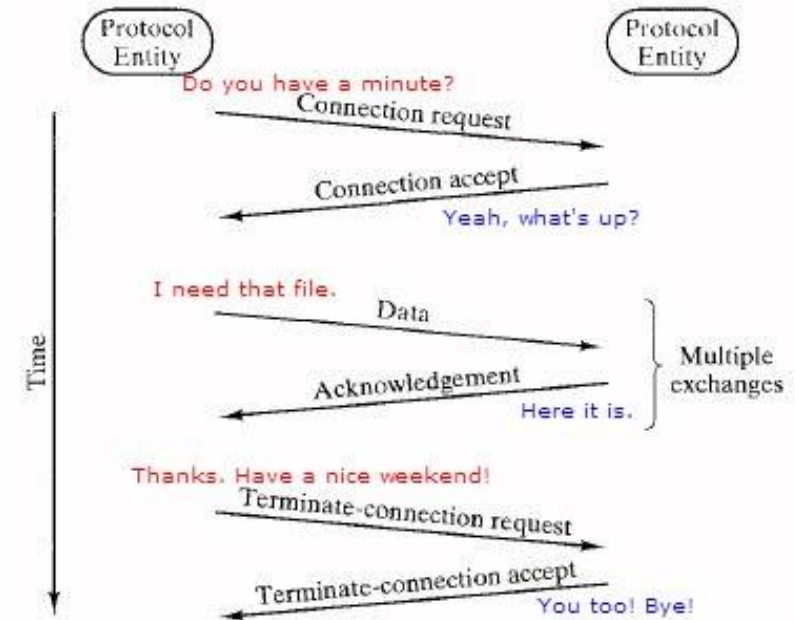 Protocol
Entity
Protocol
Entity
Do you have a minute?
Connection request
Connection accept
Yeah, what's up?
I need that file.
Data
Time
Multiple
exchanges
Acknowledgement
Here it is.
Thanks. Have a nice weekend!
Terminate-connection request
Terminate-connection accept
You too! Bye!